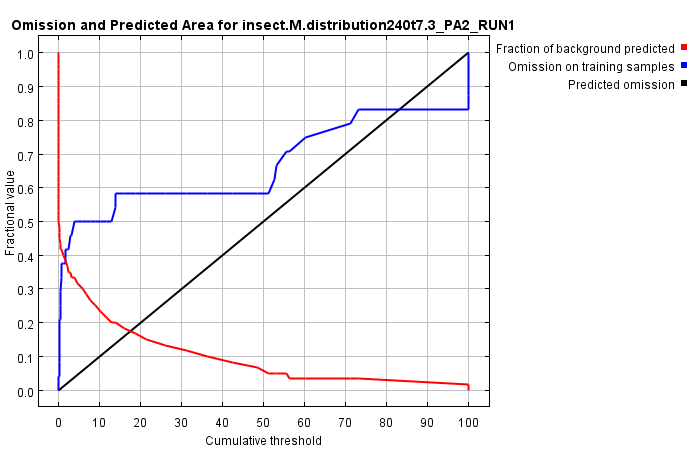 Omission and Predicted Area for insect.M.distribution240t7.3_PA2_RUN1
Fraction of background predicted
Omission on training samples
Predicted omission
Fractional value
1.0
0.9
0.8
0.7
0.6
0.5
0.4
0.3
0.2
0.1
0.0
0 10 20 30 40 50 60 70 80 90 100
Cumulative threshold